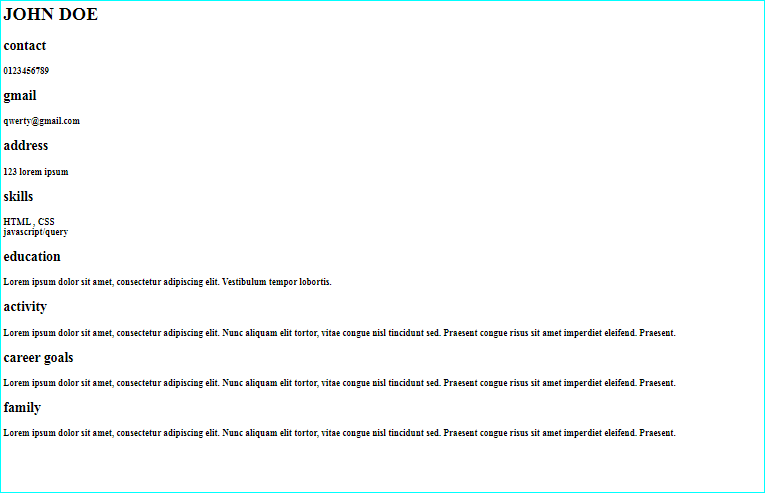 JOHN DOE
contact
0123456789
gmail
qwerty@gmail.com
address
123 lorem ipsum
skills
HTML , CSS
javascript/query
education
Lorem ipsum dolor sit amet, consectetur adipiscing elit. Vestibulum tempor lobortis.
activity
Lorem ipsum dolor sit amet, consectetur adipiscing elit. Nunc aliquam elit tortor, vitae congue nisl tincidunt sed. Praesent congue risus sit amet imperdiet eleifend. Praesent.
career goals
Lorem ipsum dolor sit amet, consectetur adipiscing elit. Nunc aliquam elit tortor, vitae congue nisl tincidunt sed. Praesent congue risus sit amet imperdiet eleifend. Praesent.
family
Lorem ipsum dolor sit amet, consectetur adipiscing elit. Nunc aliquam elit tortor, vitae congue nisl tincidunt sed. Praesent congue risus sit amet imperdiet eleifend. Praesent.